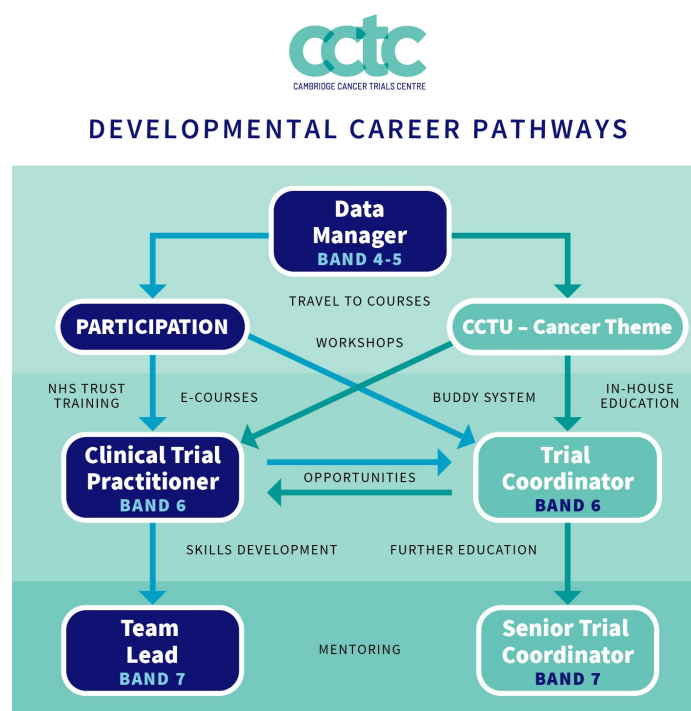 cctc
CAMBRIDGE CANCER TRIALS CENTRE
DEVELOPMENTAL CAREER PATHWAYS
Data
Manager
BAND 4-5
TRAVEL TO COURSES
PARTICIPATION
CCTU – Cancer Theme
WORKSHOPS
NHS TRUST
TRAINING
E-COURSES
BUDDY SYSTEM
IN-HOUSE
EDUCATION
Clinical Trial
Practitioner
BAND 6
OPPORTUNITIES
Trial
Coordinator
BAND 6
SKILLS DEVELOPMENT
FURTHER EDUCATION
Team
Lead
BAND 7
MENTORING
Senior Trial
Coordinator
BAND 7